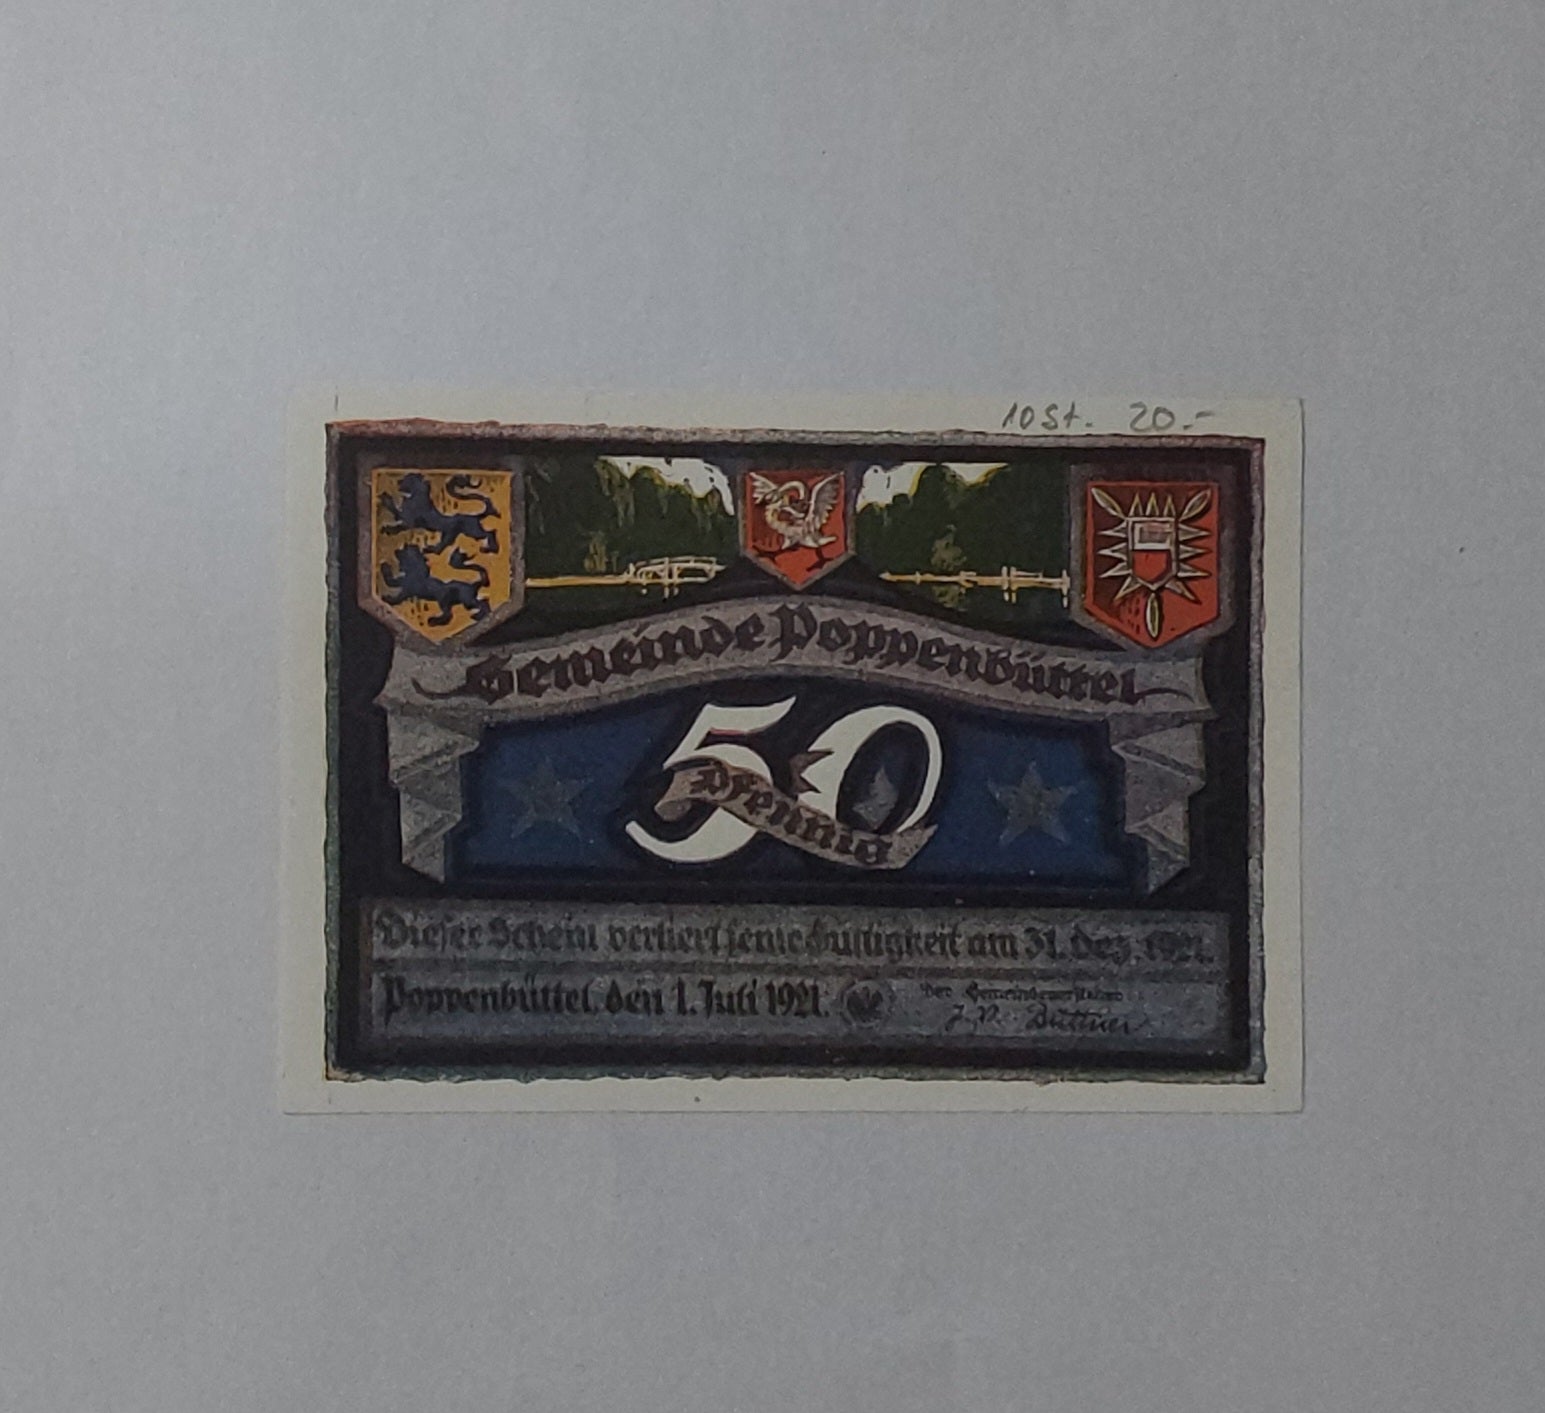 10 St. 20.-
Gemeinde Poppenbüttel
50
Pfennig
Dieser Schein verliert seine Gültigkeit am 31. Dez. 1921.
Poppenbüttel, den 1. Juli 1921.
Der Gemeindevorsteher
Büttner